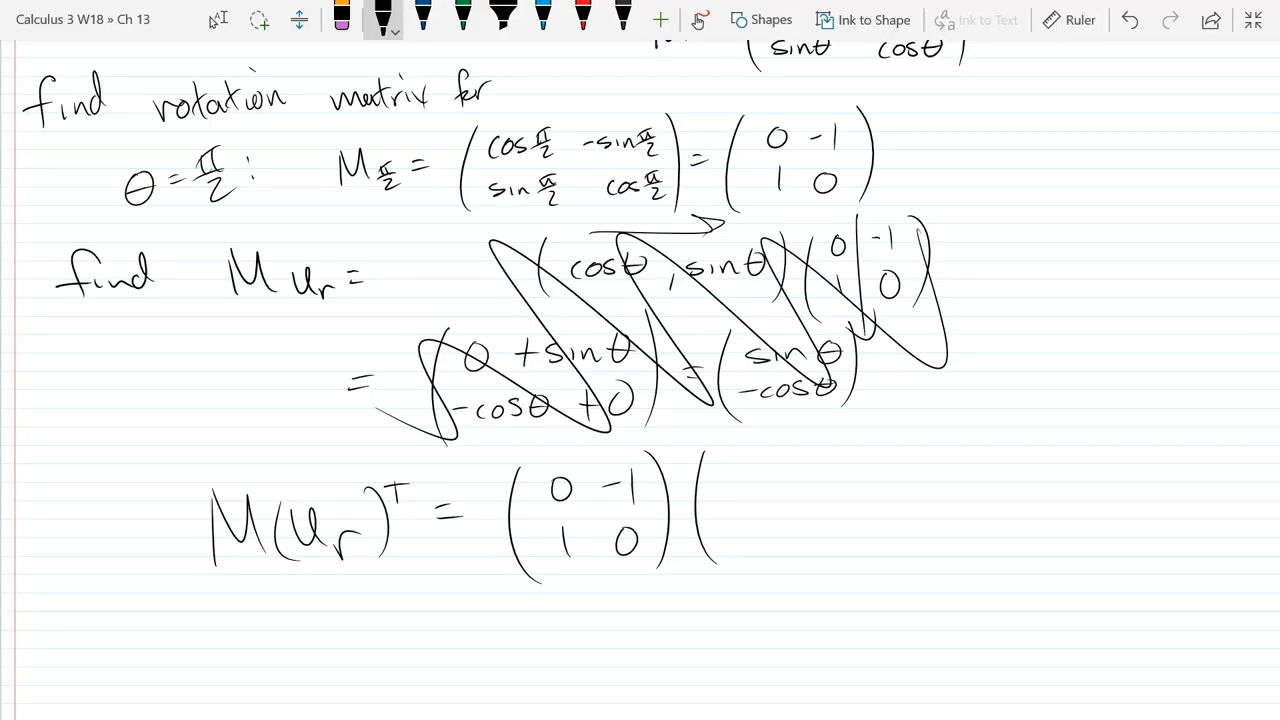 Calculus 3 W18 » Ch 13
Shapes Ink to Shape Ink to Text Ruler
sinθ cosθ
find rotation matrix for
θ = π/2 : M π/2 = ( cos π/2 -sin π/2 ) = ( 0 -1 )
( sin π/2 cos π/2 ) ( 1 0 )
find M u_r = ( cosθ , sinθ ) ( 0 -1 )
( 1 0 )
= ( 0 + sinθ ) = ( sinθ )
( -cosθ + 0 ) ( -cosθ )
M(u_r)^T = ( 0 -1 ) (
( 1 0 )